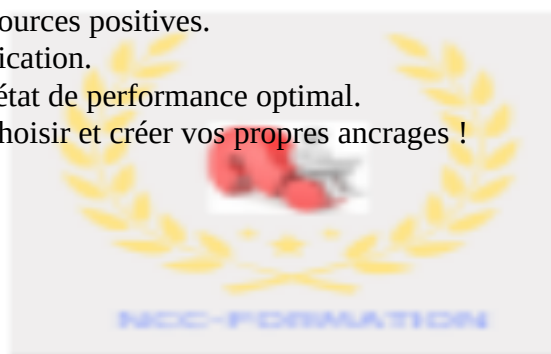 ources positives.
ication.
état de performance optimal.
hoisir et créer vos propres ancrages !
NCC-FORMATION